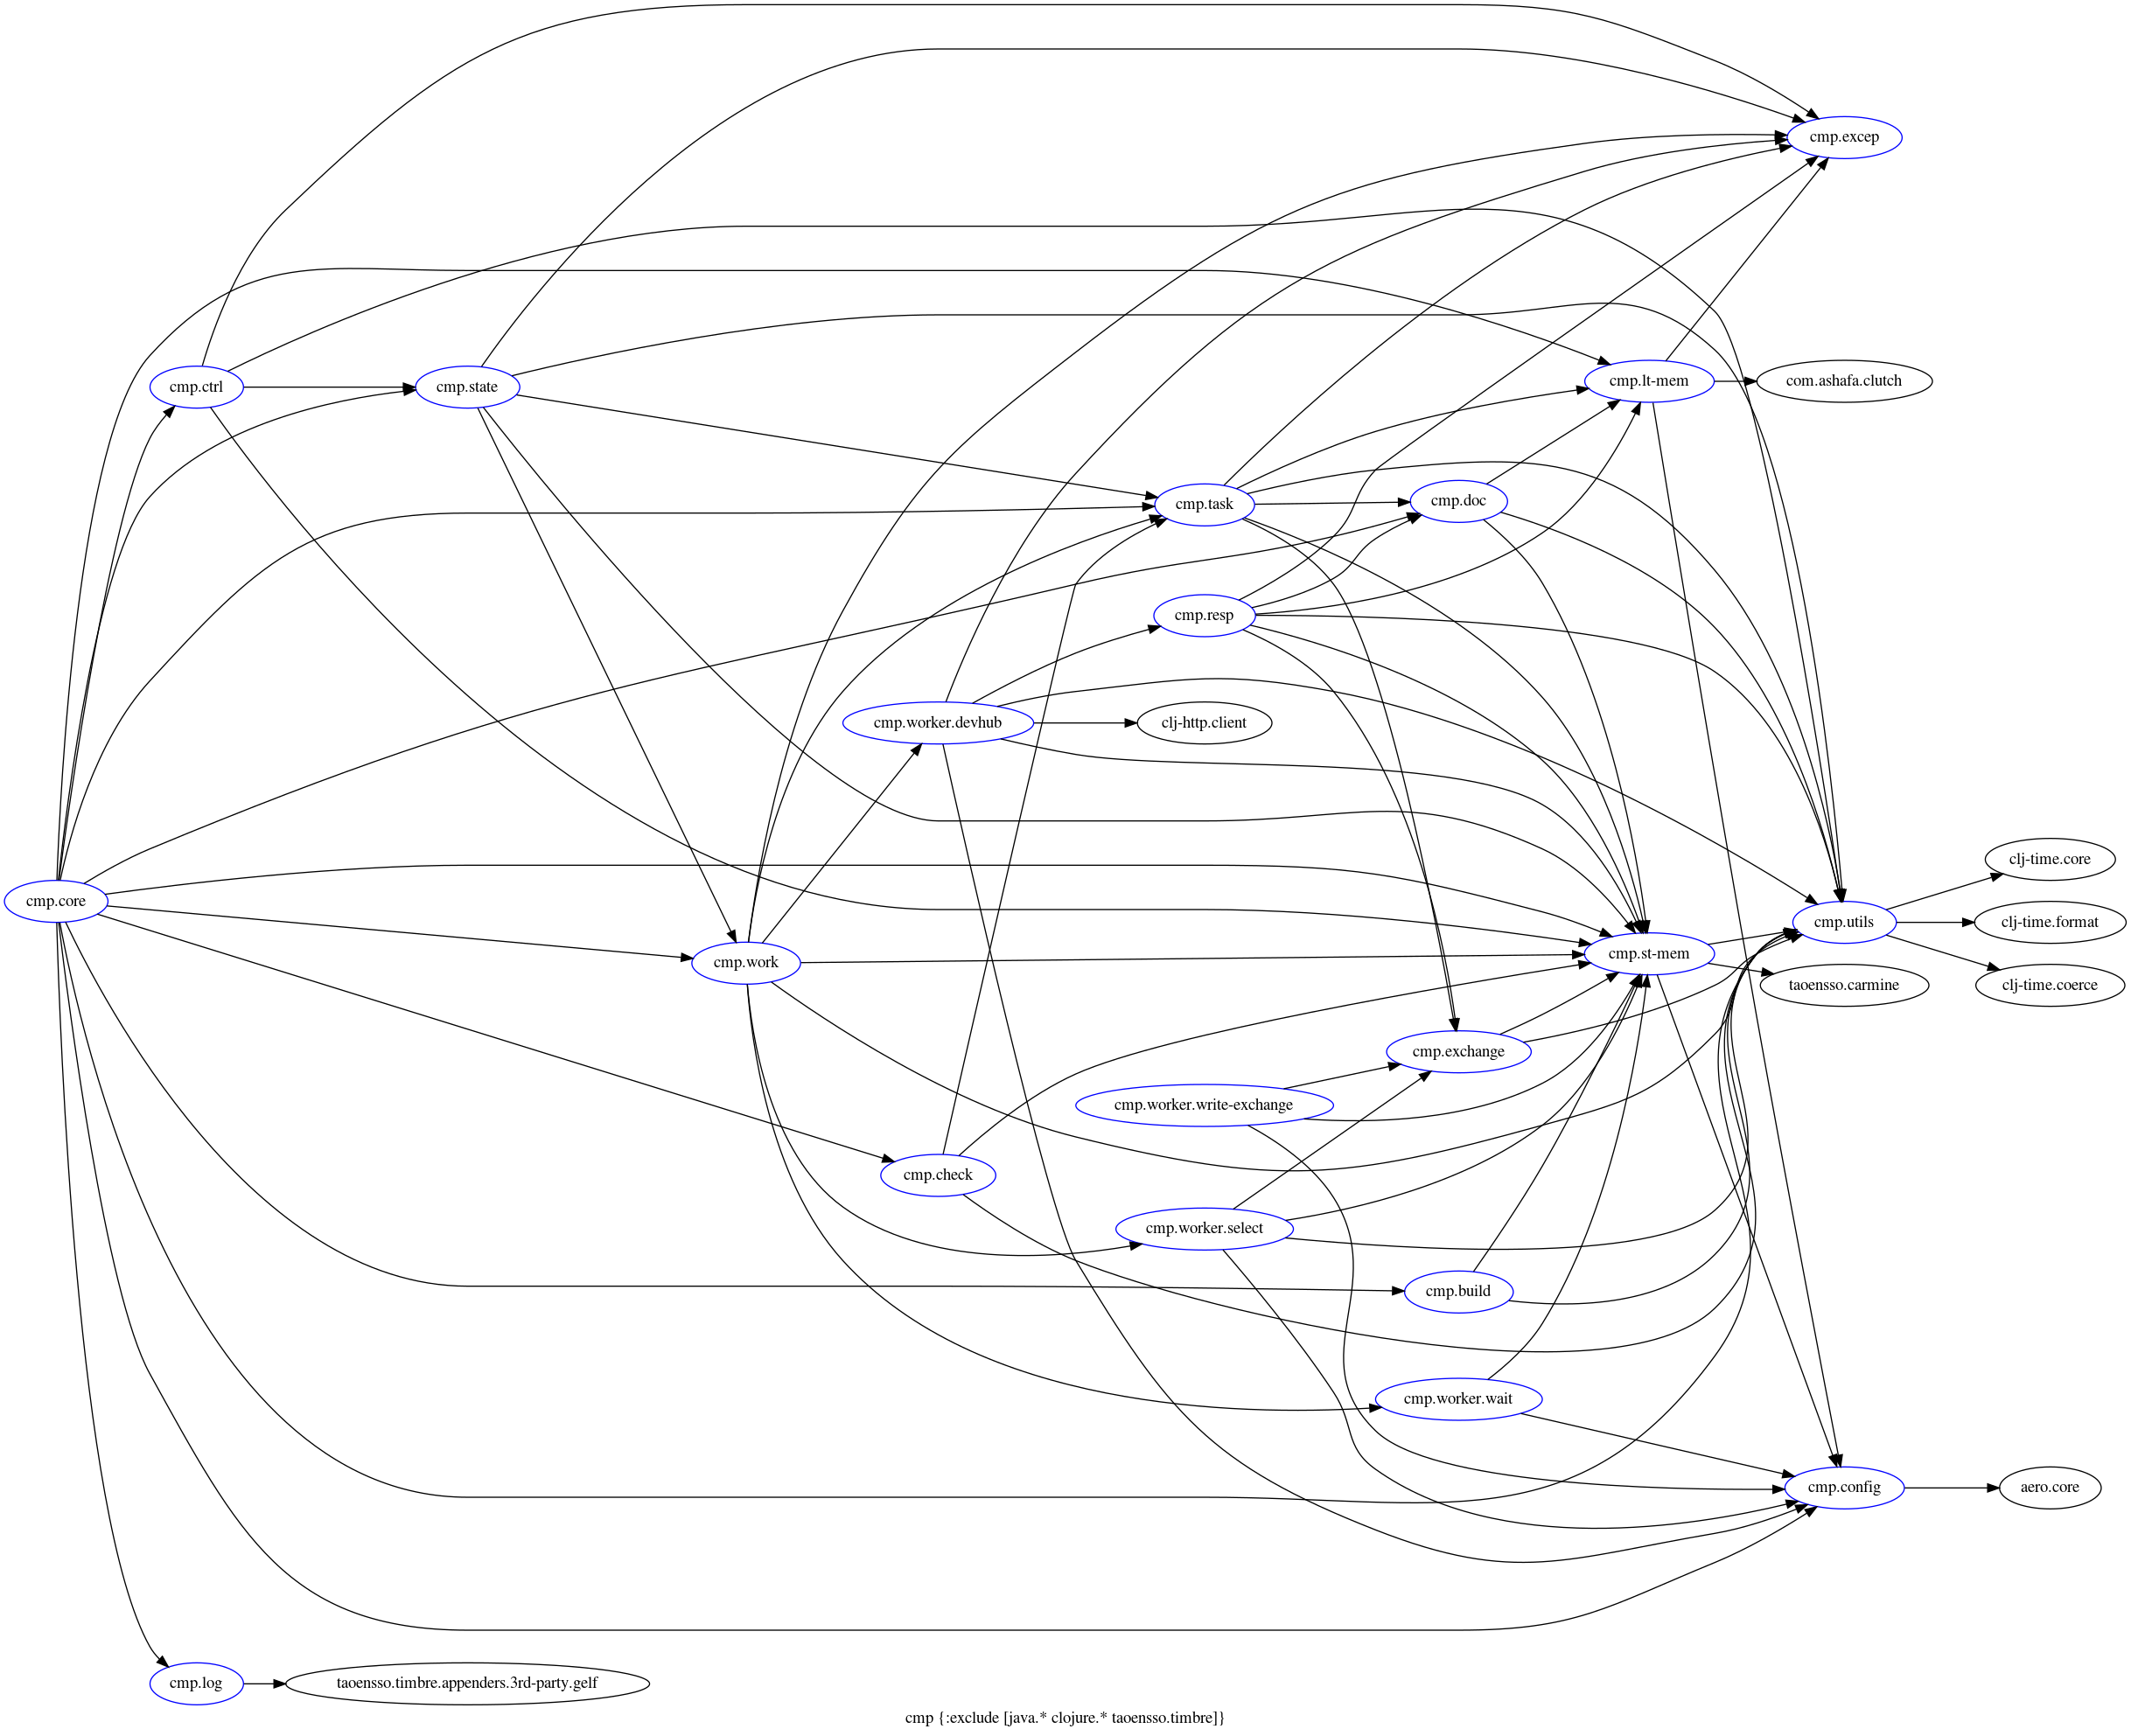 cmp.excep
cmp.ctrl
cmp.state
cmp.lt-mem
com.ashafa.clutch
cmp.task
cmp.doc
cmp.resp
cmp.worker.devhub
clj-http.client
clj-time.core
cmp.core
cmp.utils
clj-time.format
cmp.work
cmp.st-mem
taoensso.carmine
clj-time.coerce
cmp.exchange
cmp.worker.write-exchange
cmp.check
cmp.worker.select
cmp.build
cmp.worker.wait
cmp.config
aero.core
cmp.log
taoensso.timbre.appenders.3rd-party.gelf
cmp {:exclude [java.* clojure.* taoensso.timbre]}